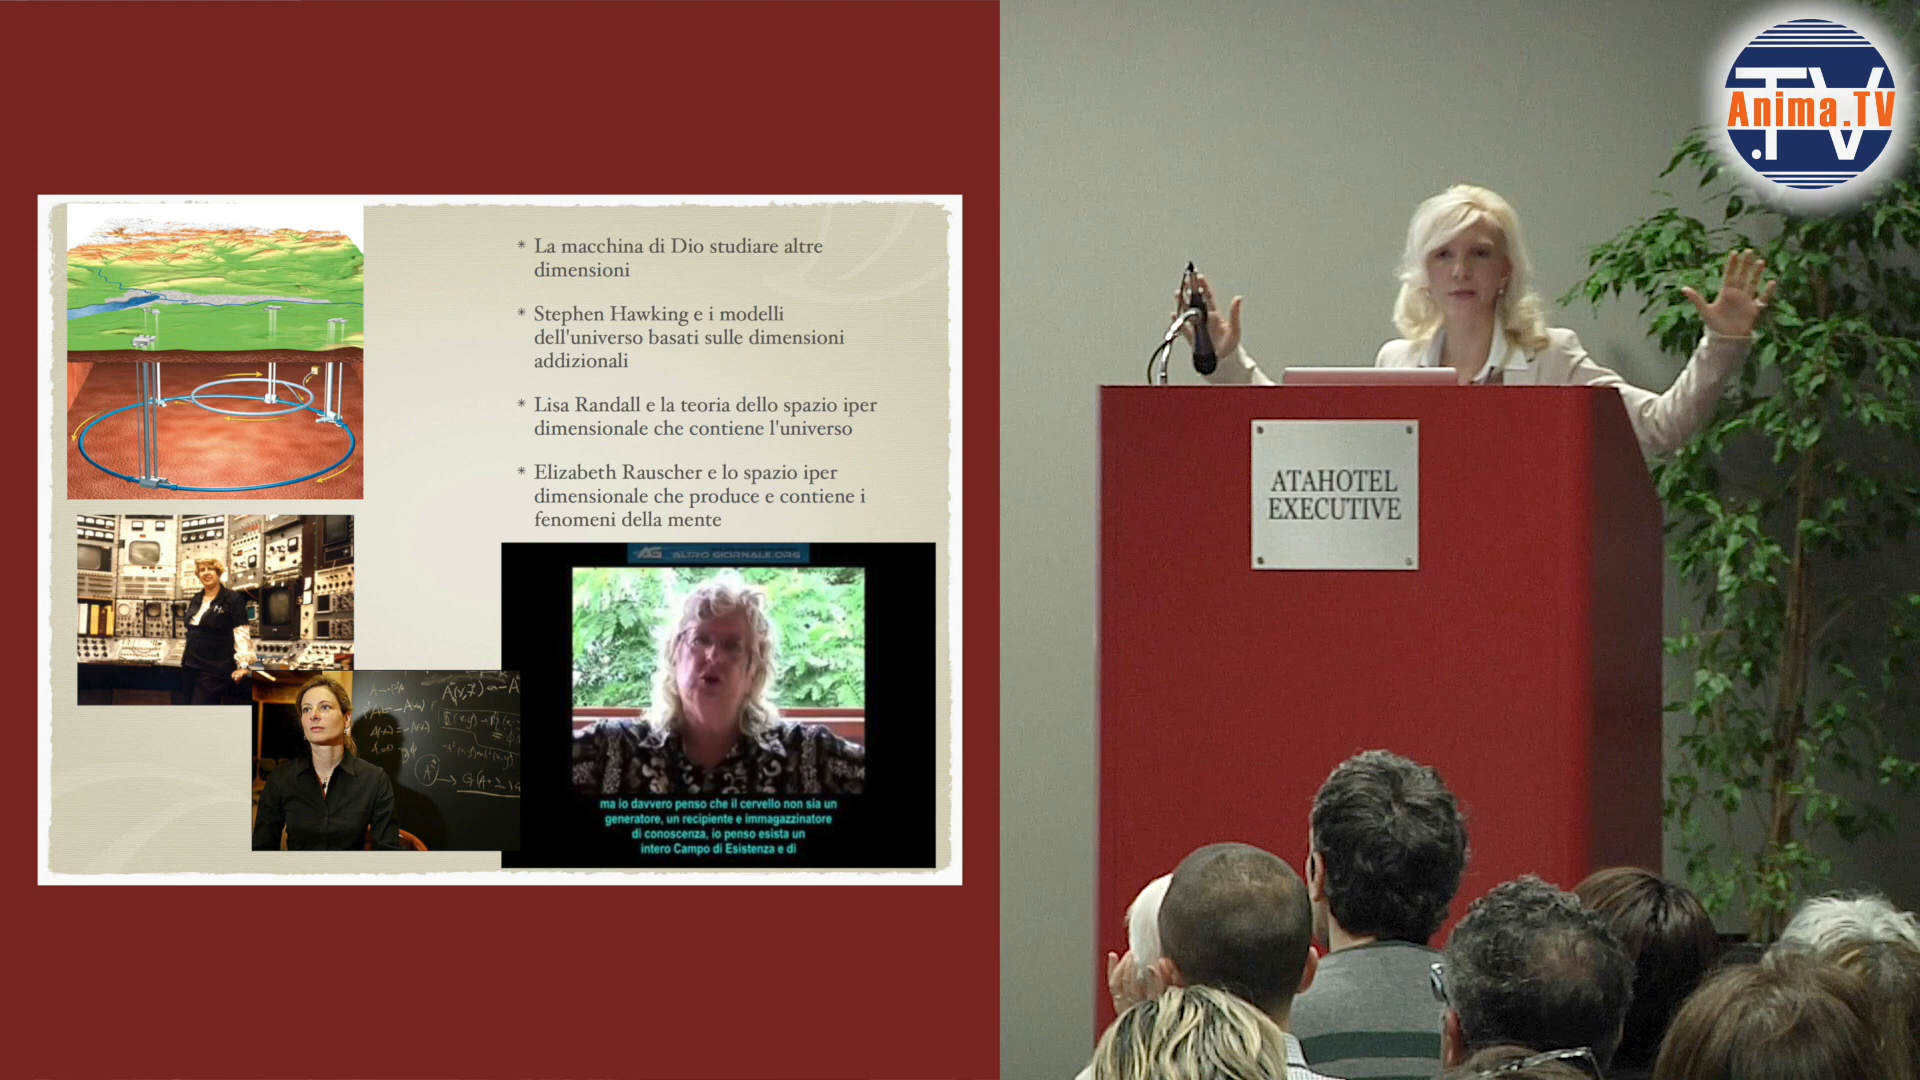 * La macchina di Dio studiare altre
dimensioni
* Stephen Hawking e i modelli
dell'universo basati sulle dimensioni
addizionali
* Lisa Randall e la teoria dello spazio iper
dimensionale che contiene l'universo
* Elizabeth Rauscher e lo spazio iper
dimensionale che produce e contiene i
fenomeni della mente
AG ALTRO GIORNALE.ORG
ma io davvero penso che il cervello non sia un
generatore, un recipiente e immagazzinatore
di conoscenza, io penso esista un
intero Campo di Esistenza e di
.TV
Anima.TV
ATAHOTEL
EXECUTIVE